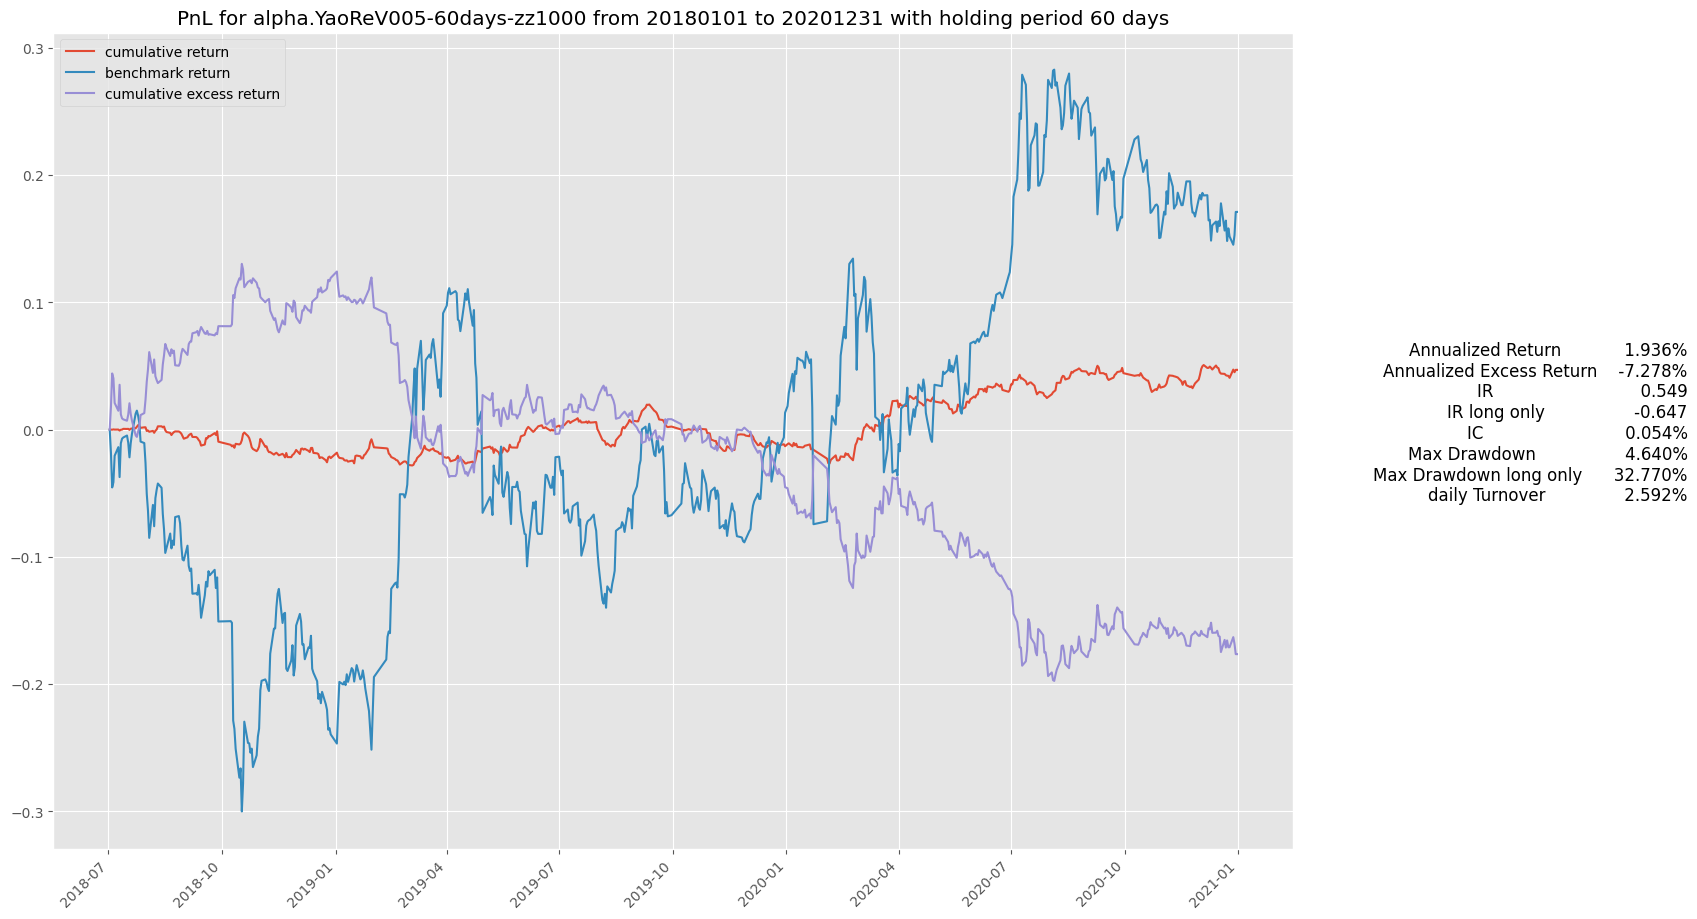 PnL for alpha.YaoReV005-60days-zz1000 from 20180101 to 20201231 with holding period 60 days
cumulative return
benchmark return
cumulative excess return
0.3
0.2
0.1
0.0
−0.1
−0.2
−0.3
2018-07
2018-10
2019-01
2019-04
2019-07
2019-10
2020-01
2020-04
2020-07
2020-10
2021-01
Annualized Return 1.936%
Annualized Excess Return -7.278%
IR 0.549
IR long only -0.647
IC 0.054%
Max Drawdown 4.640%
Max Drawdown long only 32.770%
daily Turnover 2.592%